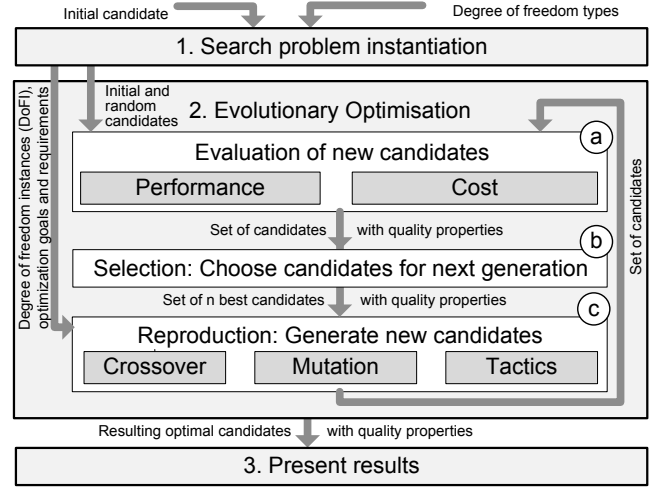 Initial candidate
Degree of freedom types
1. Search problem instantiation
Degree of freedom instances (DoFI),
optimization goals and requirements
Initial and
random
candidates
2. Evolutionary Optimisation
a
Evaluation of new candidates
Performance
Cost
Set of candidates
Set of candidates with quality properties
b
Selection: Choose candidates for next generation
Set of n best candidates with quality properties
c
Reproduction: Generate new candidates
Crossover
Mutation
Tactics
Resulting optimal candidates with quality properties
3. Present results